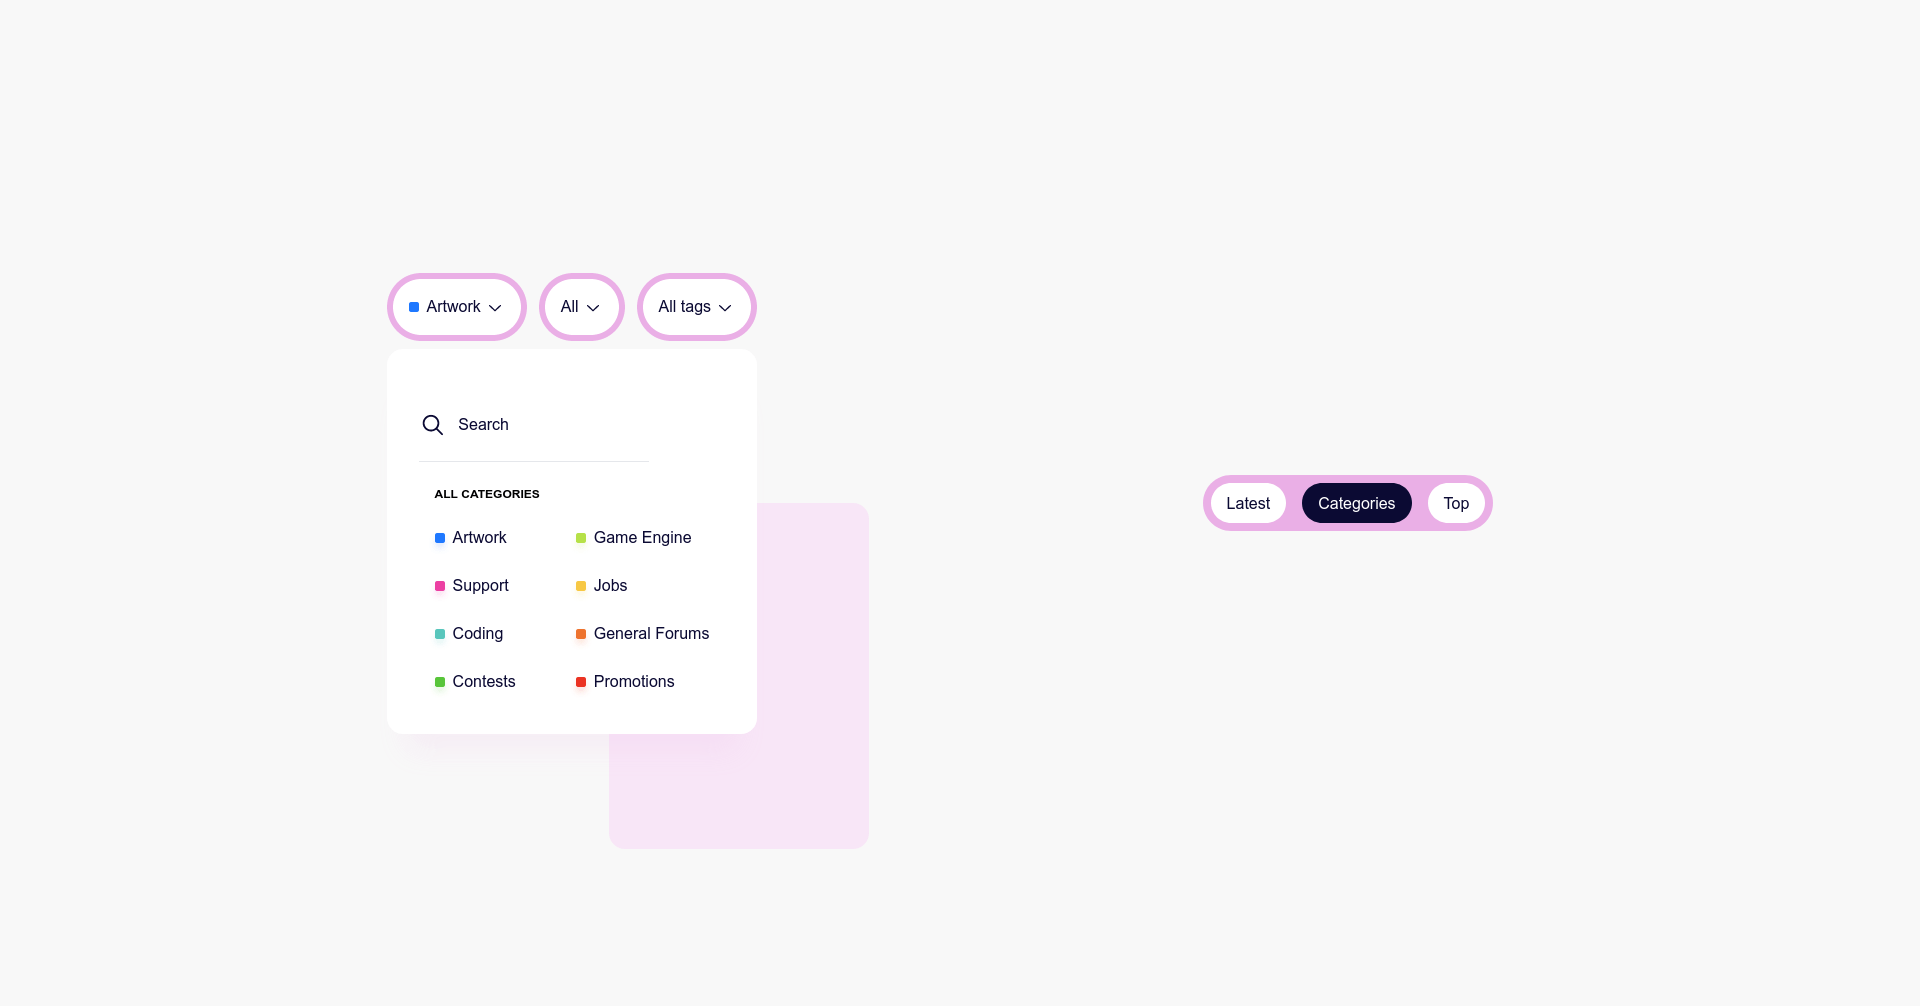 Artwork
All
All tags
Search
ALL CATEGORIES
Artwork
Game Engine
Support
Jobs
Coding
General Forums
Contests
Promotions
Latest
Categories
Top